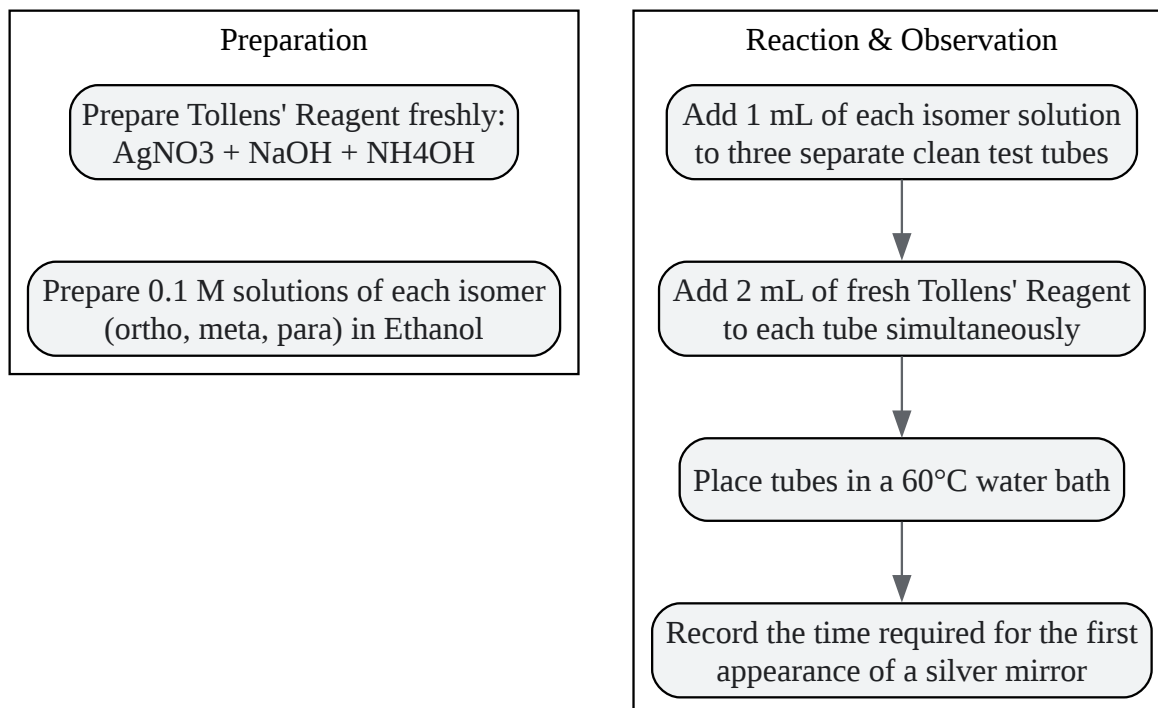 Preparation
Prepare Tollens' Reagent freshly:
AgNO3 + NaOH + NH4OH
Prepare 0.1 M solutions of each isomer
(ortho, meta, para) in Ethanol
Reaction & Observation
Add 1 mL of each isomer solution
to three separate clean test tubes
Add 2 mL of fresh Tollens' Reagent
to each tube simultaneously
Place tubes in a 60°C water bath
Record the time required for the first
appearance of a silver mirror